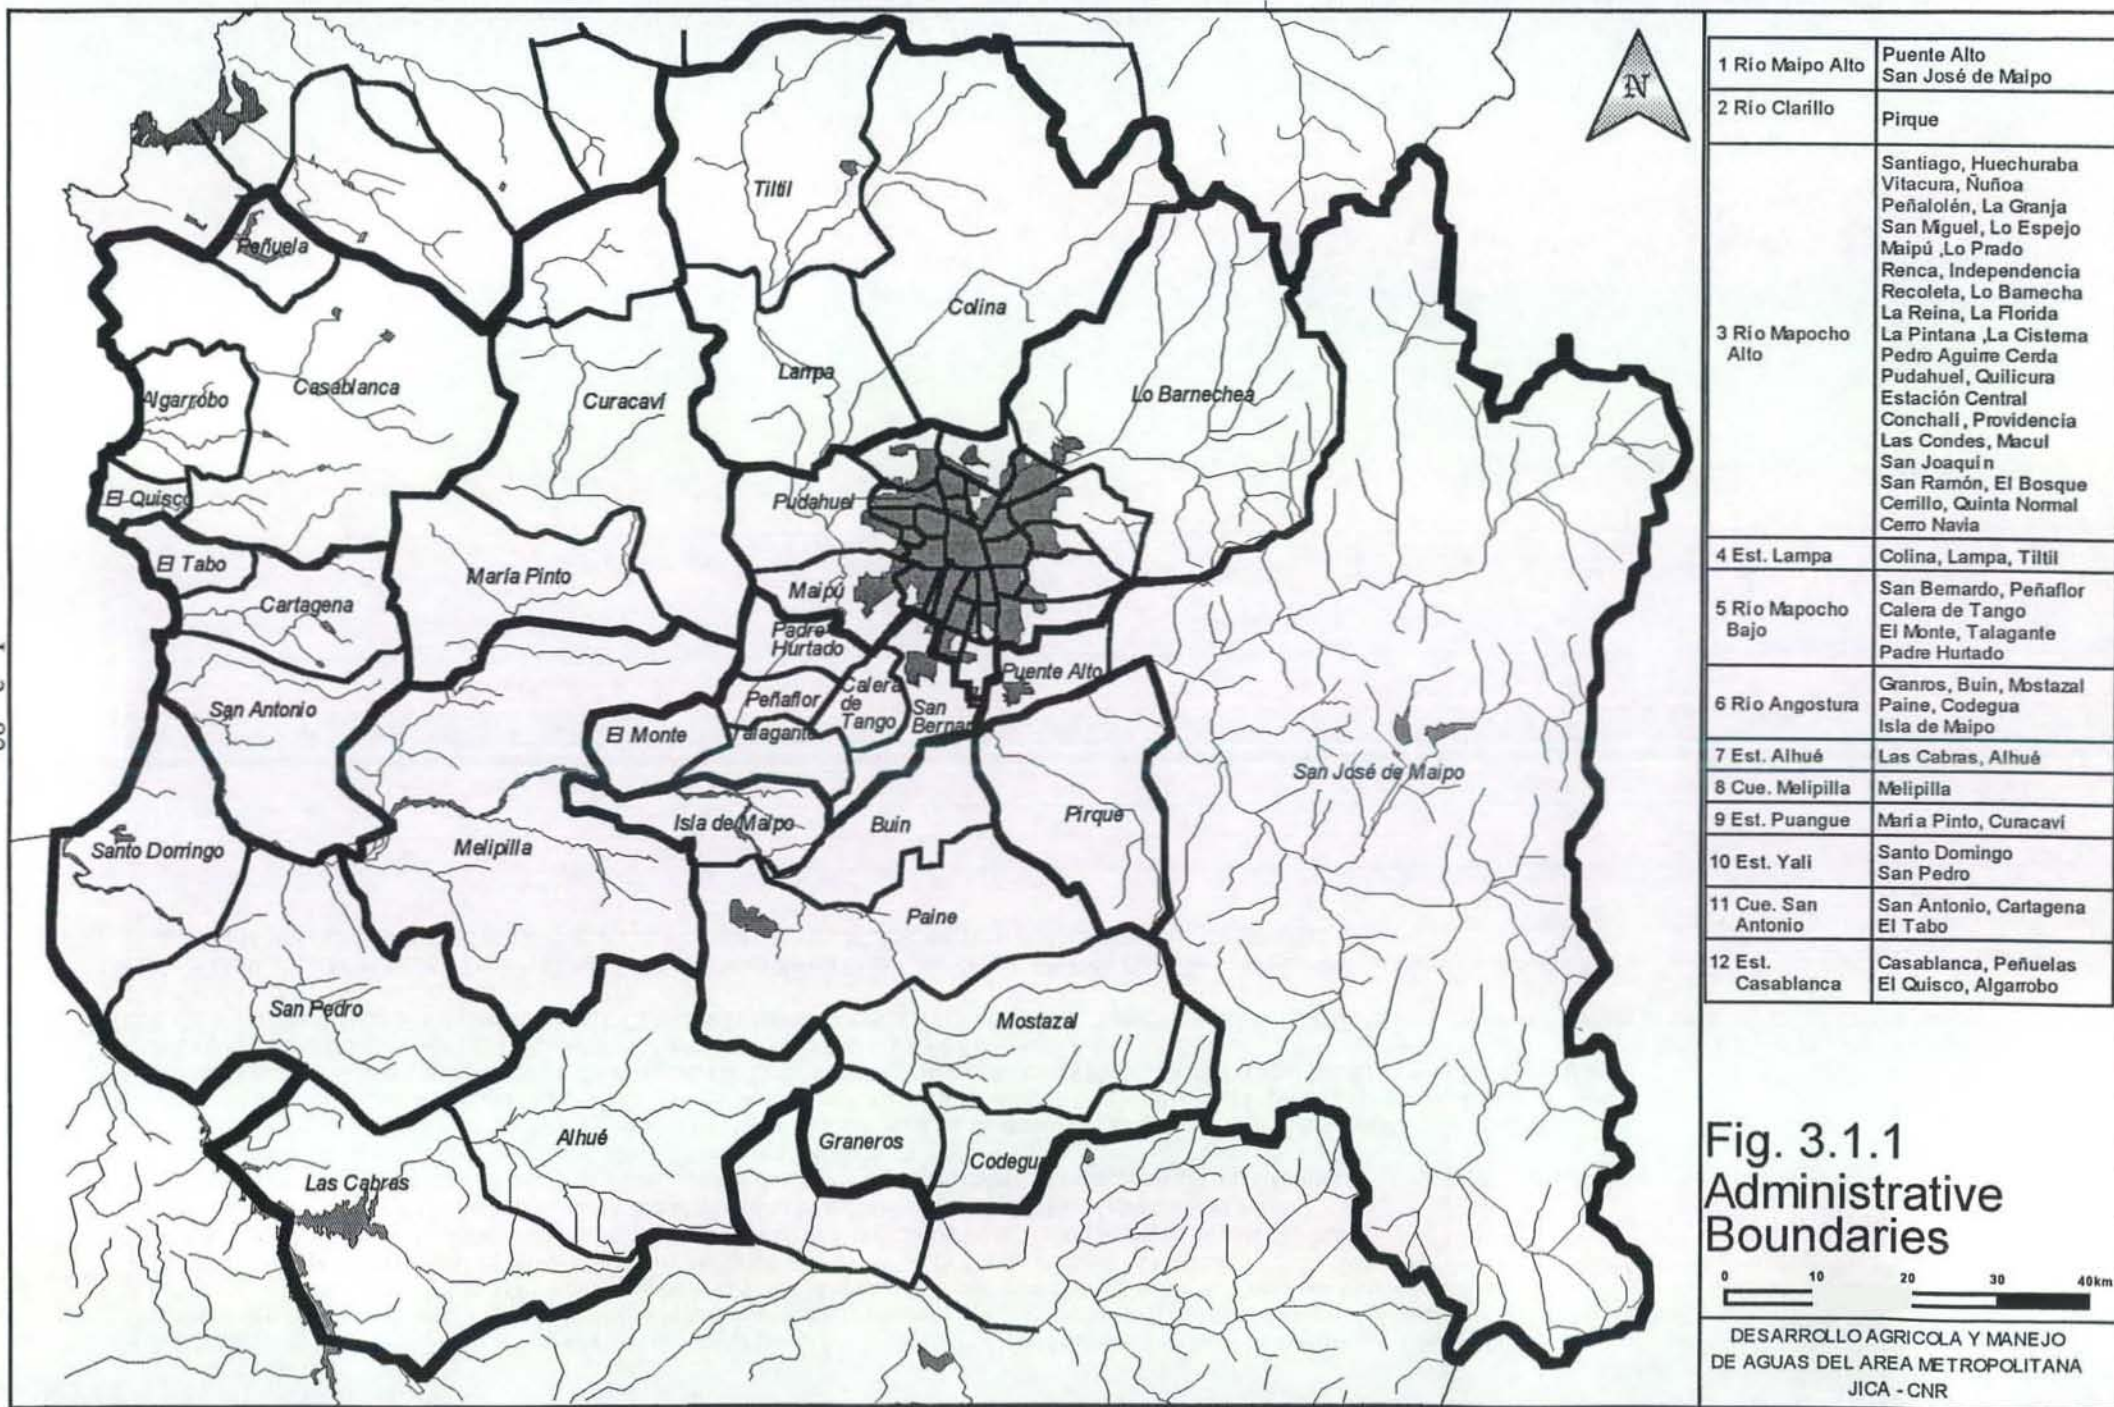 Tiltil
Peñuela
Colina
Lampa
Casablanca
Algarrobo
Curacaví
Lo Barnechea
El Quisco
Pudahuel
El Tabo
María Pinto
Maipú
Cartagena
Padre
Hurtado
Puente Alto
Peñaflor
Calera
de
Tango
San
Bernar
San Antonio
El Monte
Talagante
San José de Maipo
Isla de Maipo
Buin
Pirque
Santo Domingo
Melipilla
Paine
San Pedro
Mostazal
Alhué
Graneros
Codegua
Las Cabras
N
1 Río Maipo Alto
Puente Alto
San José de Maipo
2 Río Clarillo
Pirque
3 Río Mapocho
Alto
Santiago, Huechuraba
Vitacura, Ñuñoa
Peñalolén, La Granja
San Miguel, Lo Espejo
Maipú ,Lo Prado
Renca, Independencia
Recoleta, Lo Barnecha
La Reina, La Florida
La Pintana ,La Cisterna
Pedro Aguirre Cerda
Pudahuel, Quilicura
Estación Central
Conchalí, Providencia
Las Condes, Macul
San Joaquín
San Ramón, El Bosque
Cerrillo, Quinta Normal
Cerro Navia
4 Est. Lampa
Colina, Lampa, Tiltil
5 Río Mapocho
Bajo
San Bernardo, Peñaflor
Calera de Tango
El Monte, Talagante
Padre Hurtado
6 Río Angostura
Granros, Buin, Mostazal
Paine, Codegua
Isla de Maipo
7 Est. Alhué
Las Cabras, Alhué
8 Cue. Melipilla
Melipilla
9 Est. Puangue
María Pinto, Curacaví
10 Est. Yali
Santo Domingo
San Pedro
11 Cue. San
Antonio
San Antonio, Cartagena
El Tabo
12 Est.
Casablanca
Casablanca, Peñuelas
El Quisco, Algarrobo
Fig. 3.1.1
Administrative
Boundaries
0 10 20 30 40km
DESARROLLO AGRICOLA Y MANEJO
DE AGUAS DEL AREA METROPOLITANA
JICA - CNR